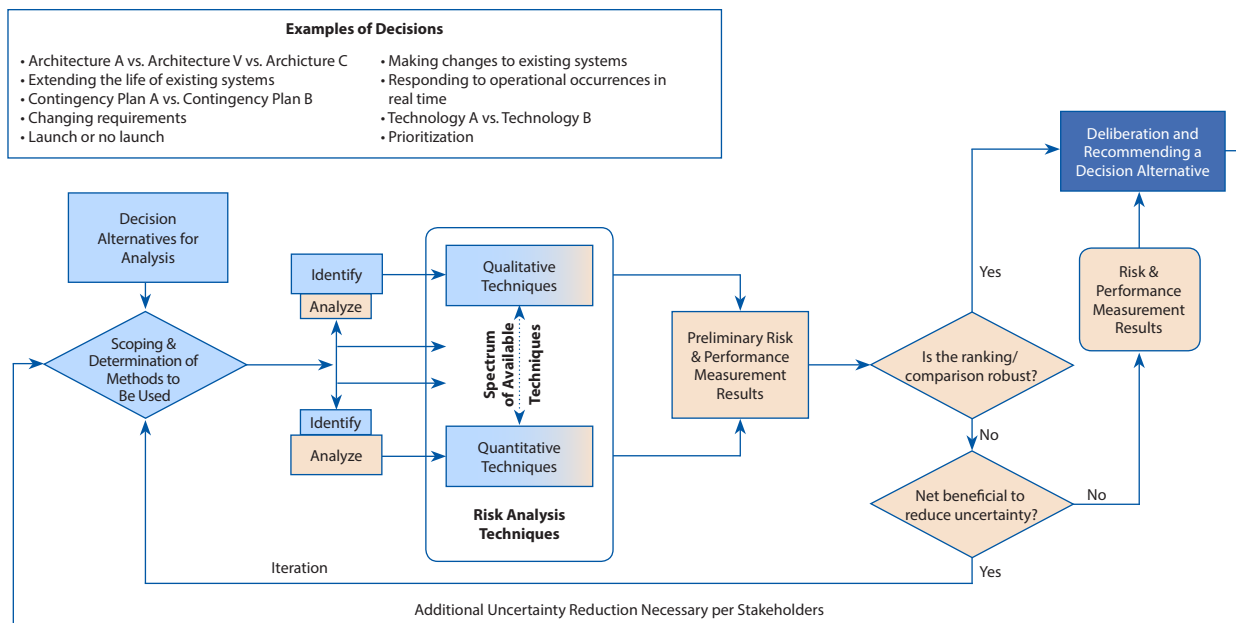 Examples of Decisions
• Architecture A vs. Architecture V vs. Archicture C
• Extending the life of existing systems
• Contingency Plan A vs. Contingency Plan B
• Changing requirements
• Launch or no launch
• Making changes to existing systems
• Responding to operational occurrences in
real time
• Technology A vs. Technology B
• Prioritization
Deliberation and
Recommending a
Decision Alternative
Decision
Alternatives for
Analysis
Identify
Analyze
Qualitative
Techniques
Yes
Risk &
Performance
Measurement
Results
Scoping &
Determination of
Methods to
Be Used
Spectrum
of Available
Techniques
Preliminary Risk
& Performance
Measurement
Results
Is the ranking/
comparison robust?
Identify
Analyze
Quantitative
Techniques
No
Net beneficial to
reduce uncertainty?
No
Risk Analysis
Techniques
Iteration
Yes
Additional Uncertainty Reduction Necessary per Stakeholders